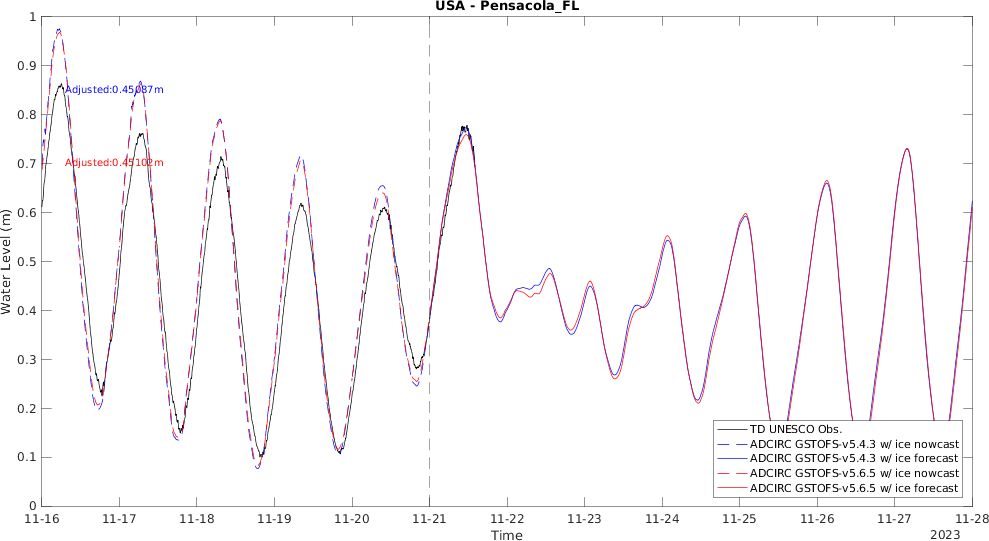 USA - Pensacola_FL
1
0.9
0.8
0.7
0.6
0.5
0.4
0.3
0.2
0.1
0
Water Level (m)
Adjusted:0.45087m
Adjusted:0.45102m
TD UNESCO Obs.
ADCIRC GSTOFS-v5.4.3 w/ ice nowcast
ADCIRC GSTOFS-v5.4.3 w/ ice forecast
ADCIRC GSTOFS-v5.6.5 w/ ice nowcast
ADCIRC GSTOFS-v5.6.5 w/ ice forecast
11-16 11-17 11-18 11-19 11-20 11-21 11-22 11-23 11-24 11-25 11-26 11-27 11-28
Time
2023